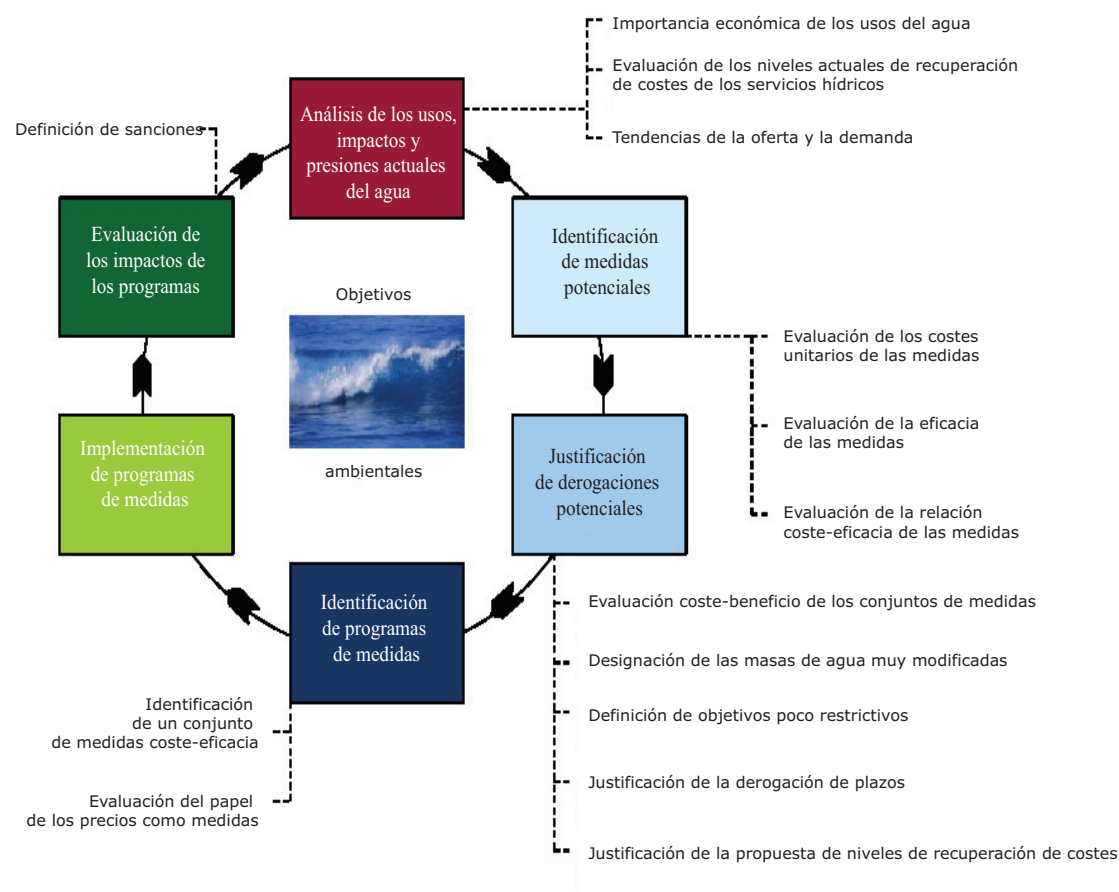 Importancia económica de los usos del agua
Evaluación de los niveles actuales de recuperación
de costes de los servicios hídricos
Tendencias de la oferta y la demanda
Análisis de los usos,
impactos y
presiones actuales
del agua
Definición de sanciones
Evaluación de
los impactos de
los programas
Identificación
de medidas
potenciales
Objetivos
ambientales
Evaluación de los costes
unitarios de las medidas
Evaluación de la eficacia
de las medidas
Evaluación de la relación
coste-eficacia de las medidas
Implementación
de programas
de medidas
Justificación
de derogaciones
potenciales
Identificación
de programas
de medidas
Evaluación coste-beneficio de los conjuntos de medidas
Designación de las masas de agua muy modificadas
Definición de objetivos poco restrictivos
Justificación de la derogación de plazos
Justificación de la propuesta de niveles de recuperación de costes
Identificación
de un conjunto
de medidas coste-eficacia
Evaluación del papel
de los precios como medidas